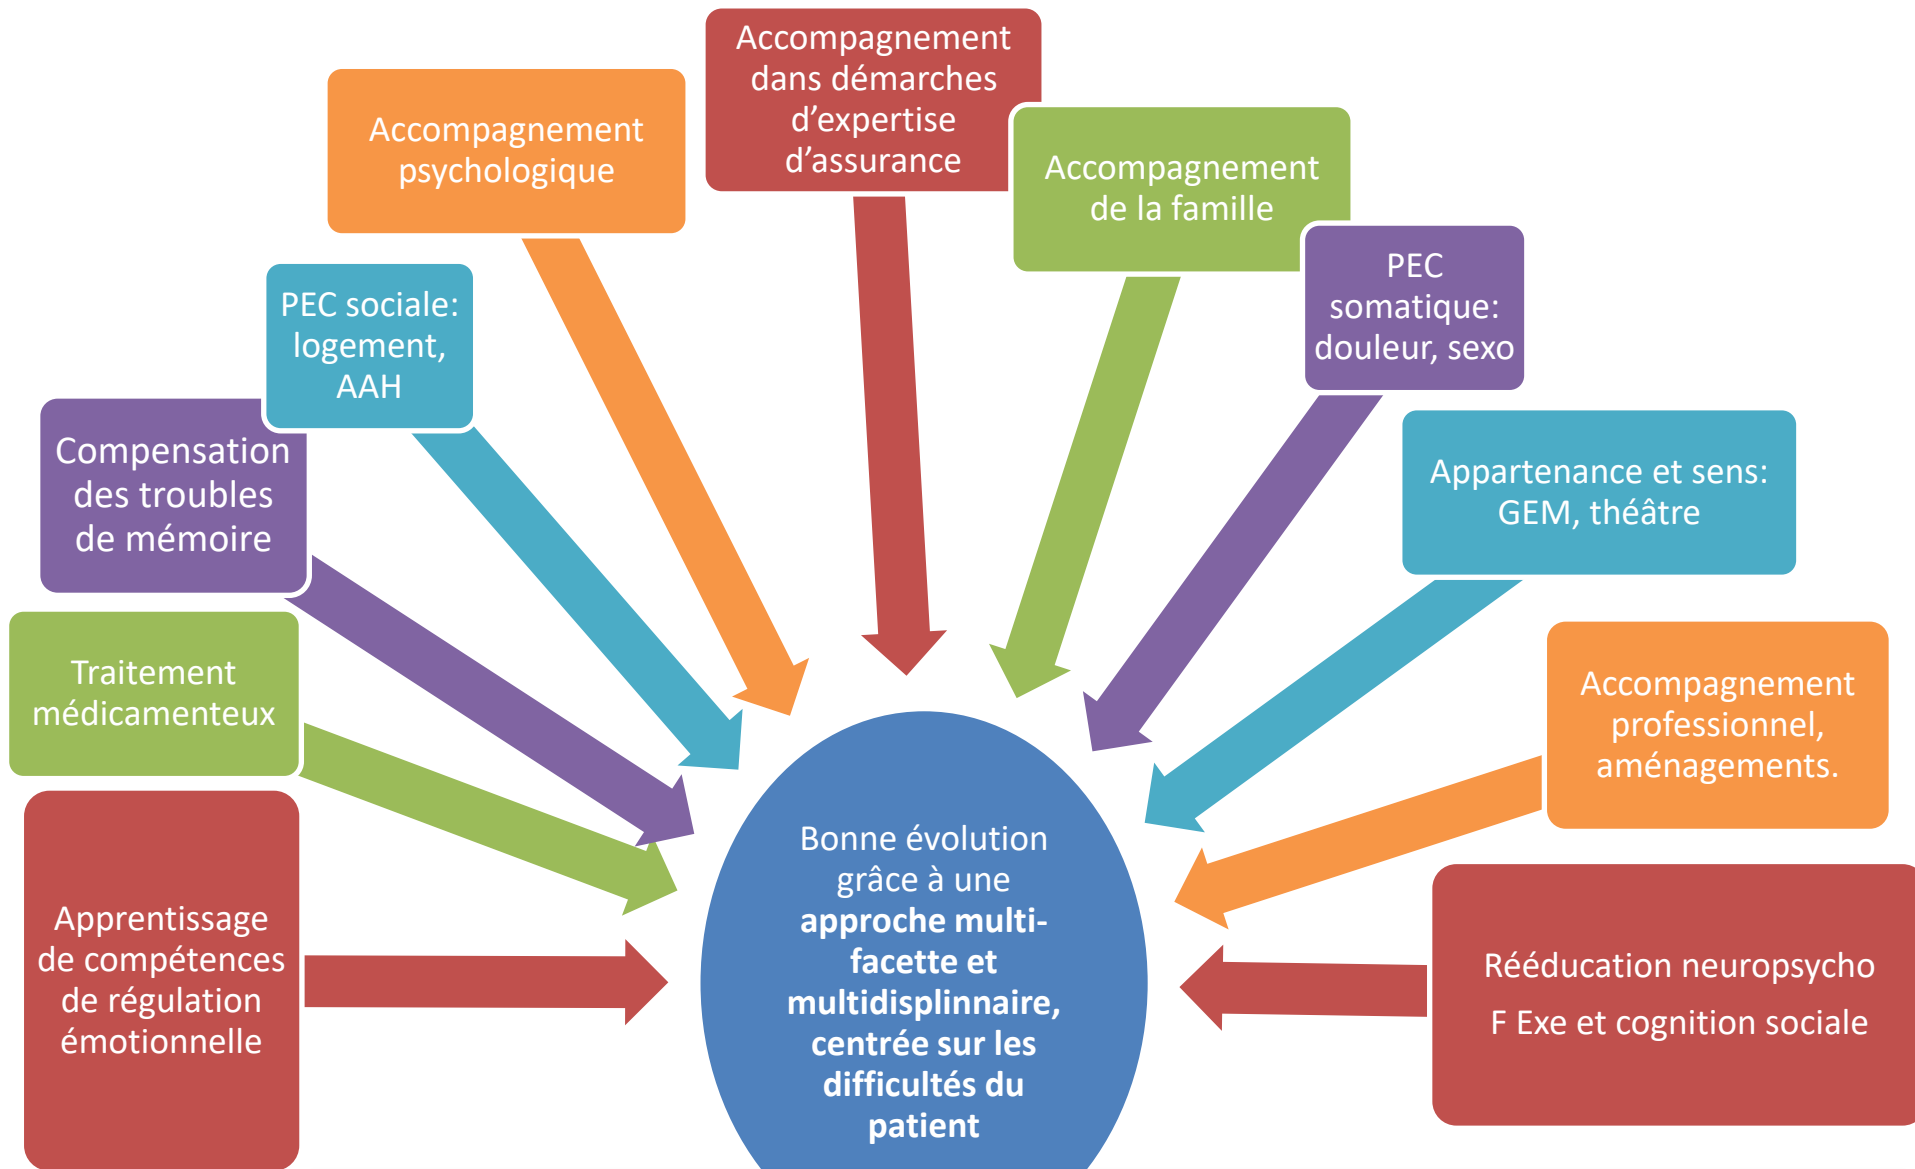 Accompagnement
dans démarches
d’expertise
d’assurance
Accompagnement
psychologique
Accompagnement
de la famille
PEC sociale:
logement,
AAH
PEC
somatique:
douleur, sexo
Compensation
des troubles
de mémoire
Appartenance et sens:
GEM, théâtre
Traitement
médicamenteux
Accompagnement
professionnel,
aménagements.
Apprentissage
de compétences
de régulation
émotionnelle
Bonne évolution
grâce à une
approche multi-
facette et
multidisplinnaire,
centrée sur les
difficultés du
patient
Rééducation neuropsycho
F Exe et cognition sociale